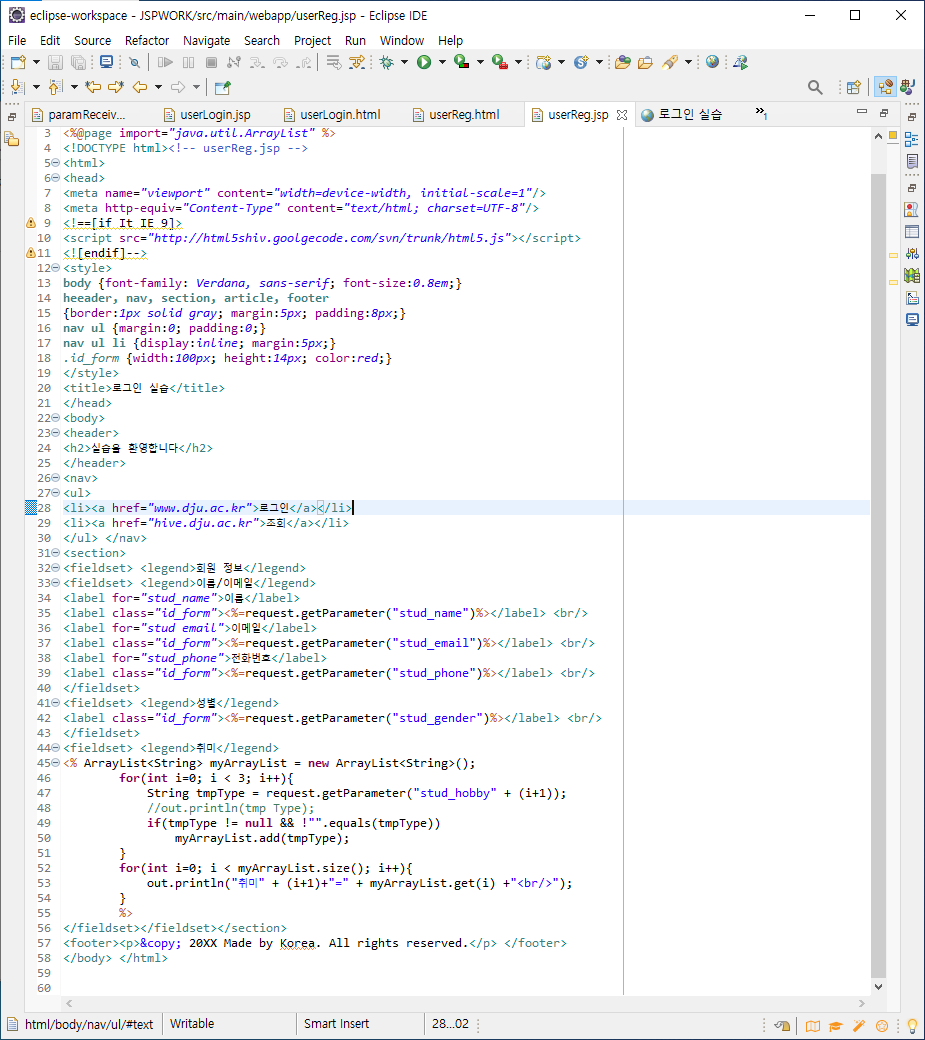 eclipse-workspace - JSPWORK/src/main/webapp/userReg.jsp - Eclipse IDE
File Edit Source Refactor Navigate Search Project Run Window Help
paramReceiv... userLogin.jsp userLogin.html userReg.html userReg.jsp 로그인 실습 »1
3 <%@page import="java.util.ArrayList" %>
4 <!DOCTYPE html><!-- userReg.jsp -->
5 <html>
6 <head>
7 <meta name="viewport" content="width=device-width, initial-scale=1"/>
8 <meta http-equiv="Content-Type" content="text/html; charset=UTF-8"/>
9 <!==[if It IE 9]>
10 <script src="http://html5shiv.goolgecode.com/svn/trunk/html5.js"></script>
11 <![endif]-->
12 <style>
13 body {font-family: Verdana, sans-serif; font-size:0.8em;}
14 heeader, nav, section, article, footer
15 {border:1px solid gray; margin:5px; padding:8px;}
16 nav ul {margin:0; padding:0;}
17 nav ul li {display:inline; margin:5px;}
18 .id_form {width:100px; height:14px; color:red;}
19 </style>
20 <title>로그인 실습</title>
21 </head>
22 <body>
23 <header>
24 <h2>실습을 환영합니다</h2>
25 </header>
26 <nav>
27 <ul>
28 <li><a href="www.dju.ac.kr">로그인</a></li>
29 <li><a href="hive.dju.ac.kr">조회</a></li>
30 </ul> </nav>
31 <section>
32 <fieldset> <legend>회원 정보</legend>
33 <fieldset> <legend>이름/이메일</legend>
34 <label for="stud_name">이름</label>
35 <label class="id_form"><%=request.getParameter("stud_name")%></label> <br/>
36 <label for="stud email">이메일</label>
37 <label class="id_form"><%=request.getParameter("stud_email")%></label> <br/>
38 <label for="stud_phone">전화번호</label>
39 <label class="id_form"><%=request.getParameter("stud_phone")%></label> <br/>
40 </fieldset>
41 <fieldset> <legend>성별</legend>
42 <label class="id_form"><%=request.getParameter("stud_gender")%></label> <br/>
43 </fieldset>
44 <fieldset> <legend>취미</legend>
45 <% ArrayList<String> myArrayList = new ArrayList<String>();
46 for(int i=0; i < 3; i++){
47 String tmpType = request.getParameter("stud_hobby" + (i+1));
48 //out.println(tmp Type);
49 if(tmpType != null && !"".equals(tmpType))
50 myArrayList.add(tmpType);
51 }
52 for(int i=0; i < myArrayList.size(); i++){
53 out.println("취미" + (i+1)+"=" + myArrayList.get(i) +"<br/>");
54 }
55 %>
56 </fieldset></fieldset></section>
57 <footer><p>&copy; 20XX Made by Korea. All rights reserved.</p> </footer>
58 </body> </html>
59
60
html/body/nav/ul/#text Writable Smart Insert 28...02